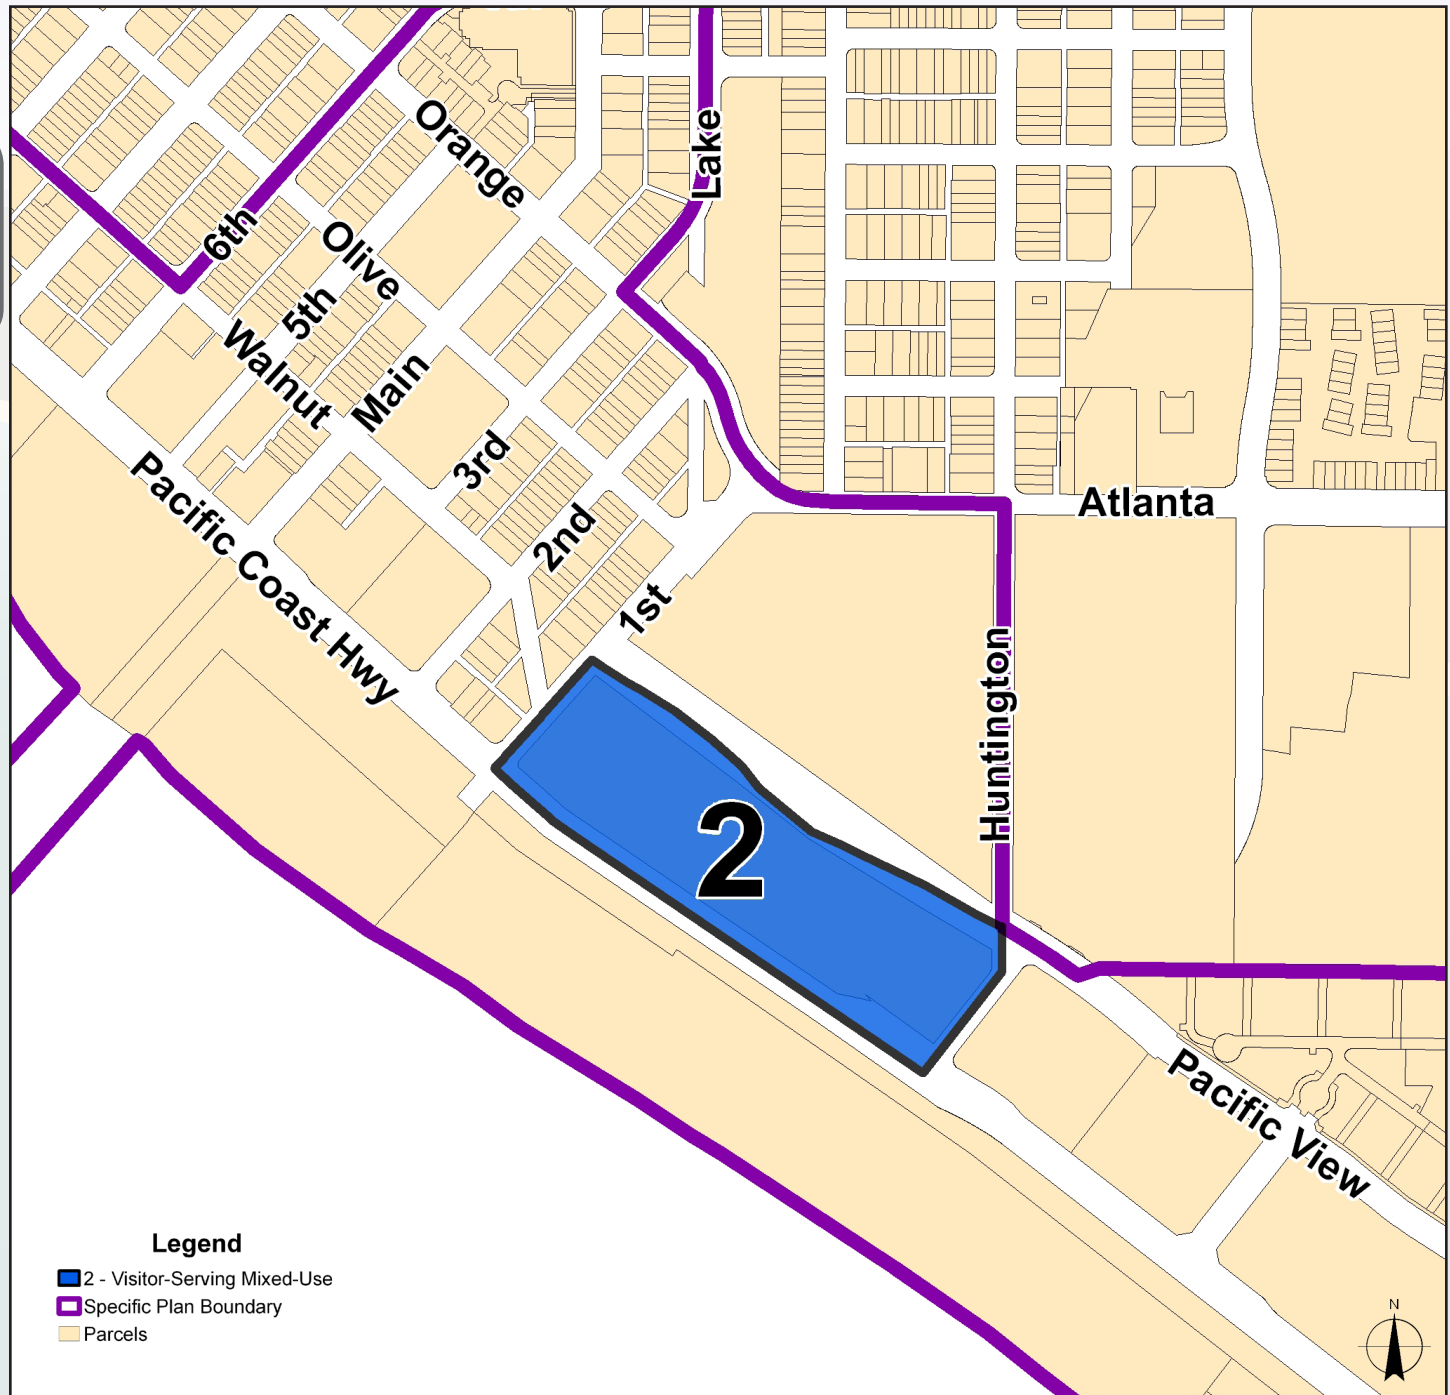 Orange
Lake
6th
Olive
5th
Walnut
Main
3rd
Atlanta
Pacific Coast Hwy
2nd
1st
Huntington
2
Pacific View
Legend
2 - Visitor-Serving Mixed-Use
Specific Plan Boundary
Parcels
N